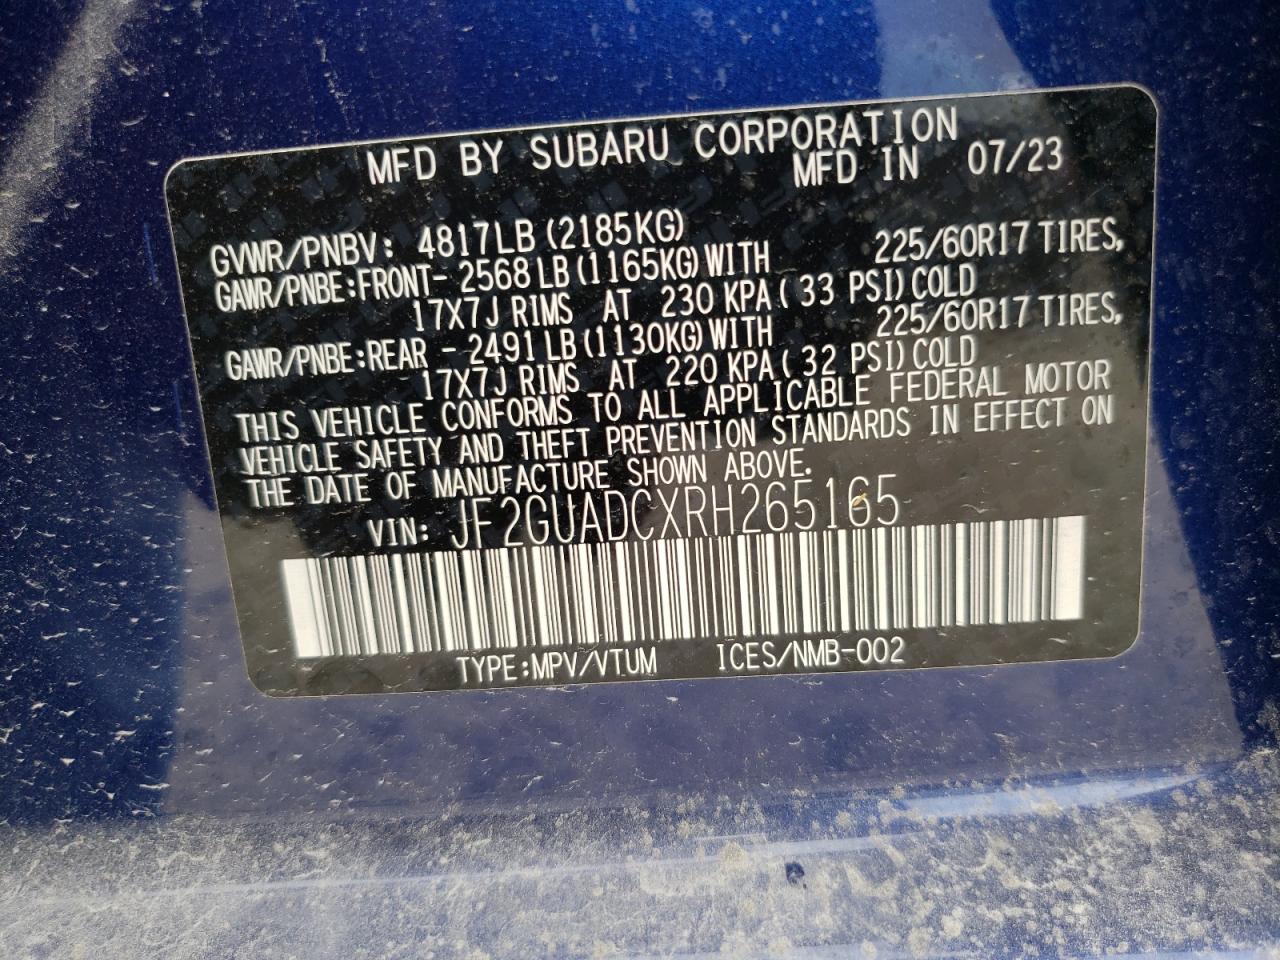 MFD BY SUBARU CORPORATION
MFD IN 07/23
GVWR/PNBV: 4817LB (2185KG)
GAWR/PNBE:FRONT- 2568 LB (1165KG) WITH 225/60R17 TIRES,
17X7J RIMS AT 230 KPA ( 33 PSI) COLD
GAWR/PNBE:REAR - 2491 LB (1130KG) WITH 225/60R17 TIRES,
17X7J RIMS AT 220 KPA ( 32 PSI) COLD
THIS VEHICLE CONFORMS TO ALL APPLICABLE FEDERAL MOTOR
VEHICLE SAFETY AND THEFT PREVENTION STANDARDS IN EFFECT ON
THE DATE OF MANUFACTURE SHOWN ABOVE.
VIN: JF2GUADCXRH265165
TYPE:MPV/VTUM ICES/NMB-002